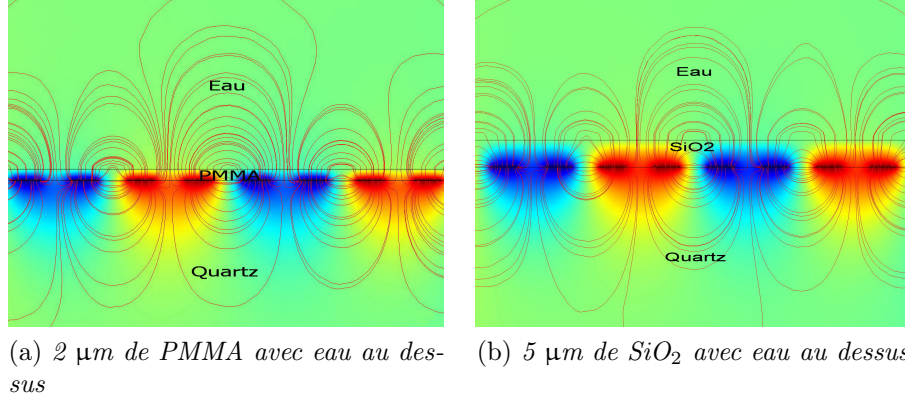 Eau
PMMA
Quartz
(a) 2 µm de PMMA avec eau au des-
sus
Eau
SiO2
Quartz
(b) 5 µm de SiO₂ avec eau au dessus